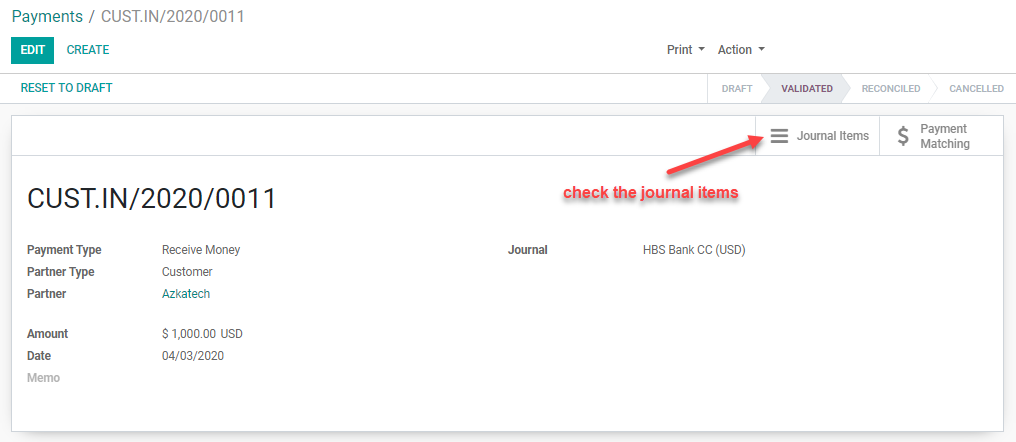 Payments / CUST.IN/2020/0011
EDIT CREATE Print Action
RESET TO DRAFT DRAFT VALIDATED RECONCILED CANCELLED
Journal Items $ Payment
Matching
check the journal items
CUST.IN/2020/0011
Payment Type Receive Money Journal HBS Bank CC (USD)
Partner Type Customer
Partner Azkatech
Amount $ 1,000.00 USD
Date 04/03/2020
Memo